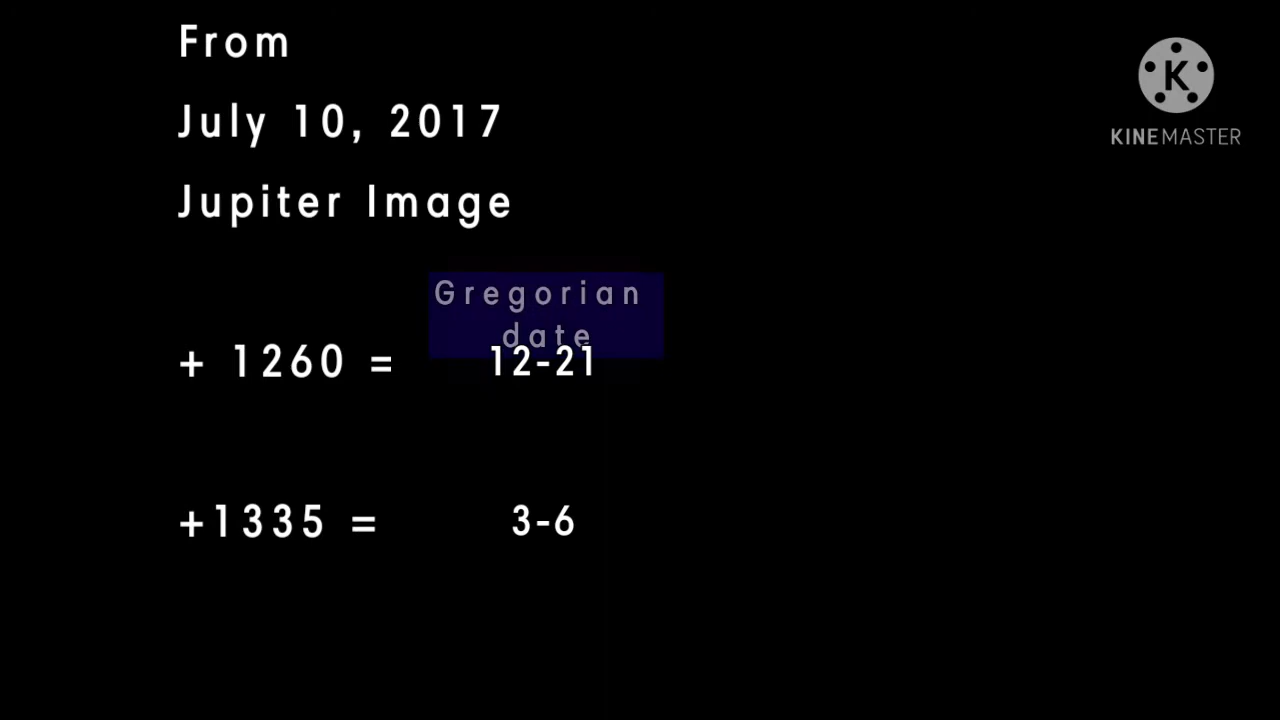 From
July 10, 2017
Jupiter Image
Gregorian
date
+ 1260 = 12-21
+1335 = 3-6
K
KINEMASTER